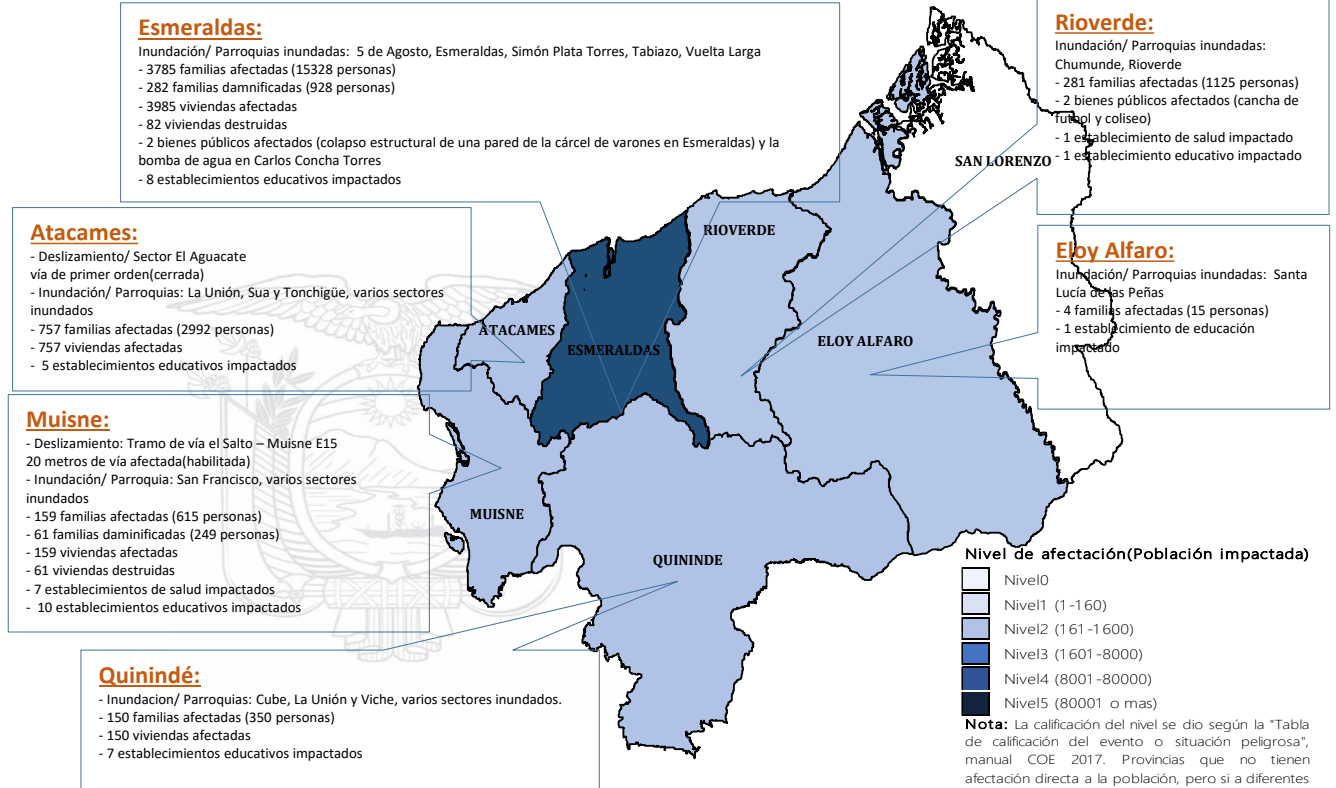 Esmeraldas:
Inundación/ Parroquias inundadas: 5 de Agosto, Esmeraldas, Simón Plata Torres, Tabiazo, Vuelta Larga
- 3785 familias afectadas (15328 personas)
- 282 familias damnificadas (928 personas)
- 3985 viviendas afectadas
- 82 viviendas destruidas
- 2 bienes públicos afectados (colapso estructural de una pared de la cárcel de varones en Esmeraldas) y la
bomba de agua en Carlos Concha Torres
- 8 establecimientos educativos impactados
Rioverde:
Inundación/ Parroquias inundadas:
Chumunde, Rioverde
- 281 familias afectadas (1125 personas)
- 2 bienes públicos afectados (cancha de
futbol y coliseo)
- 1 establecimiento de salud impactado
- 1 establecimiento educativo impactado
Atacames:
- Deslizamiento/ Sector El Aguacate
vía de primer orden(cerrada)
- Inundación/ Parroquias: La Unión, Sua y Tonchigüe, varios sectores
inundados
- 757 familias afectadas (2992 personas)
- 757 viviendas afectadas
- 5 establecimientos educativos impactados
Eloy Alfaro:
Inundación/ Parroquias inundadas: Santa
Lucía de las Peñas
- 4 familias afectadas (15 personas)
- 1 establecimiento de educación
impactado
Muisne:
- Deslizamiento: Tramo de vía el Salto – Muisne E15
20 metros de vía afectada(habilitada)
- Inundación/ Parroquia: San Francisco, varios sectores
inundados
- 159 familias afectadas (615 personas)
- 61 familias daminificadas (249 personas)
- 159 viviendas afectadas
- 61 viviendas destruidas
- 7 establecimientos de salud impactados
- 10 establecimientos educativos impactados
Quinindé:
- Inundacion/ Parroquias: Cube, La Unión y Viche, varios sectores inundados.
- 150 familias afectadas (350 personas)
- 150 viviendas afectadas
- 7 establecimientos educativos impactados
SAN LORENZO
RIOVERDE
ATACAMES
ESMERALDAS
ELOY ALFARO
MUISNE
QUININDE
Nivel de afectación(Población impactada)
Nivel0
Nivel1 (1-160)
Nivel2 (161-1600)
Nivel3 (1601-8000)
Nivel4 (8001-80000)
Nivel5 (80001 o mas)
Nota: La calificación del nivel se dio según la "Tabla
de calificación del evento o situación peligrosa",
manual COE 2017. Provincias que no tienen
afectación directa a la población, pero si a diferentes